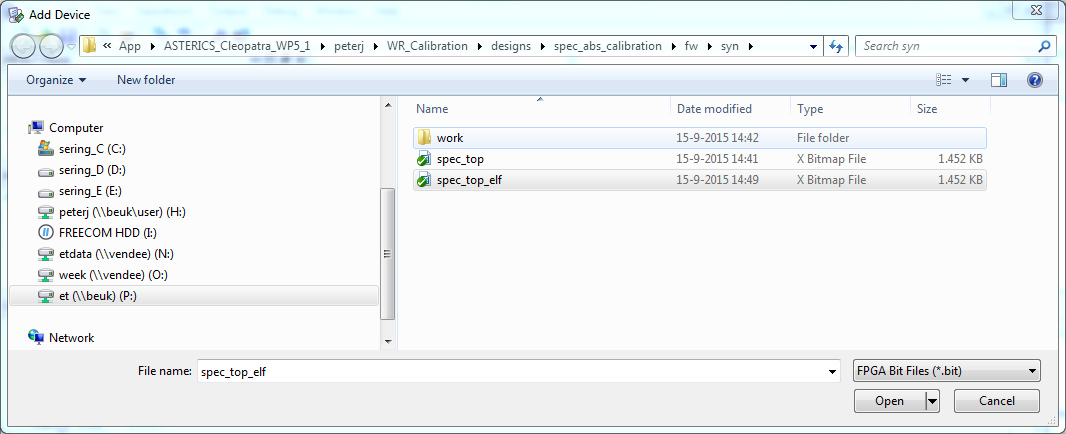 Add Device
« App ▸ ASTERICS_Cleopatra_WP5_1 ▸ peterj ▸ WR_Calibration ▸ designs ▸ spec_abs_calibration ▸ fw ▸ syn ▸
Search syn
Organize New folder
Name Date modified Type Size
Computer
sering_C (C:)
sering_D (D:)
sering_E (E:)
peterj (\\beuk\user) (H:)
FREECOM HDD (I:)
etdata (\\vendee) (N:)
week (\\vendee) (O:)
et (\\beuk) (P:)
Network
work 15-9-2015 14:42 File folder
spec_top 15-9-2015 14:41 X Bitmap File 1.452 KB
spec_top_elf 15-9-2015 14:49 X Bitmap File 1.452 KB
File name: spec_top_elf FPGA Bit Files (*.bit)
Open Cancel